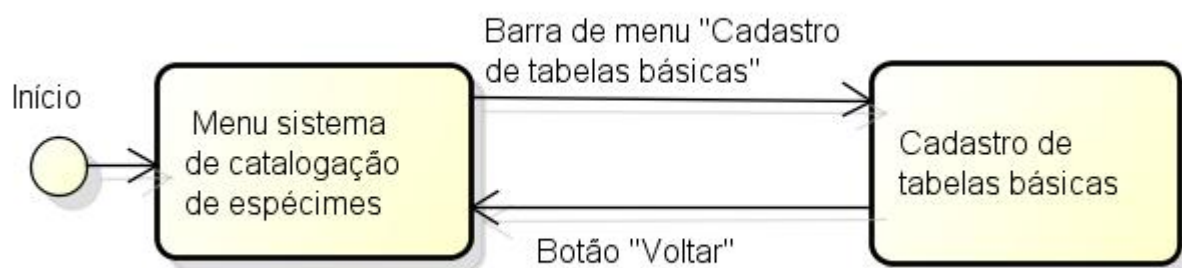 Início
Menu sistema
de catalogação
de espécimes
Barra de menu "Cadastro
de tabelas básicas"
Botão "Voltar"
Cadastro de
tabelas básicas